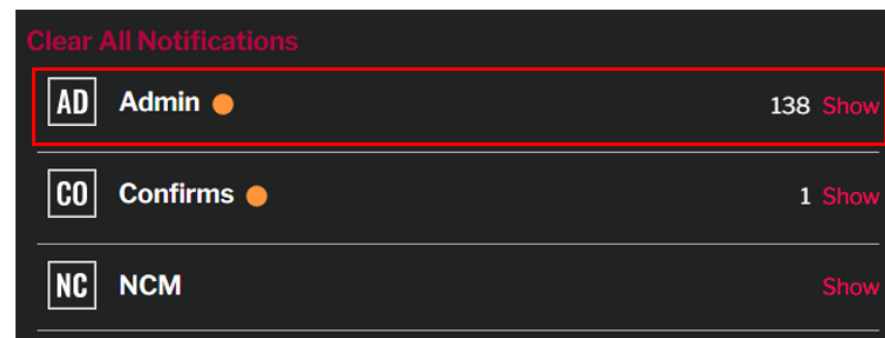 Clear All Notifications
AD Admin 138 Show
CO Confirms 1 Show
NC NCM Show